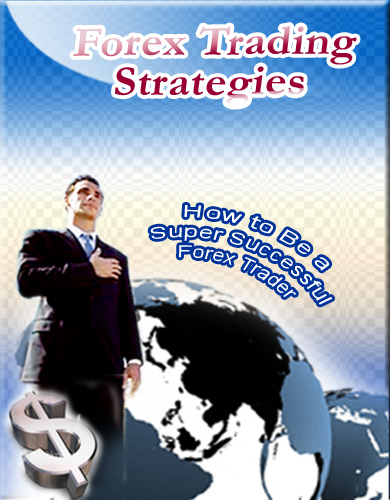 Forex Trading
Strategies
How to Be a
Super Successful
Forex Trader
$